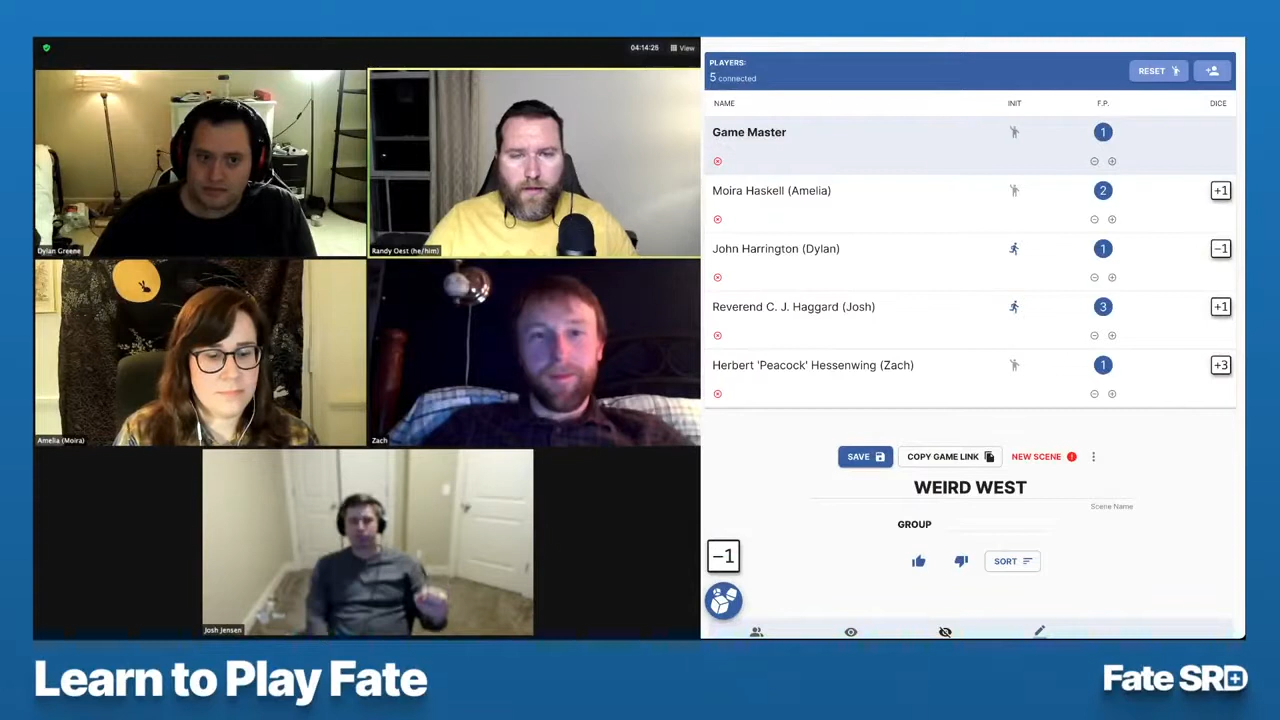 04:14:25 View
Dylan Greene
Randy Oest (he/him)
Amelia (Moira)
Zach
Josh Jensen
PLAYERS:
5 connected
RESET
NAME INIT F.P. DICE
Game Master 1
Moira Haskell (Amelia) 2 +1
John Harrington (Dylan) 1 −1
Reverend C. J. Haggard (Josh) 3 +1
Herbert 'Peacock' Hessenwing (Zach) 1 +3
SAVE COPY GAME LINK NEW SCENE
WEIRD WEST
Scene Name
GROUP
SORT
−1
Learn to Play Fate
Fate SRD